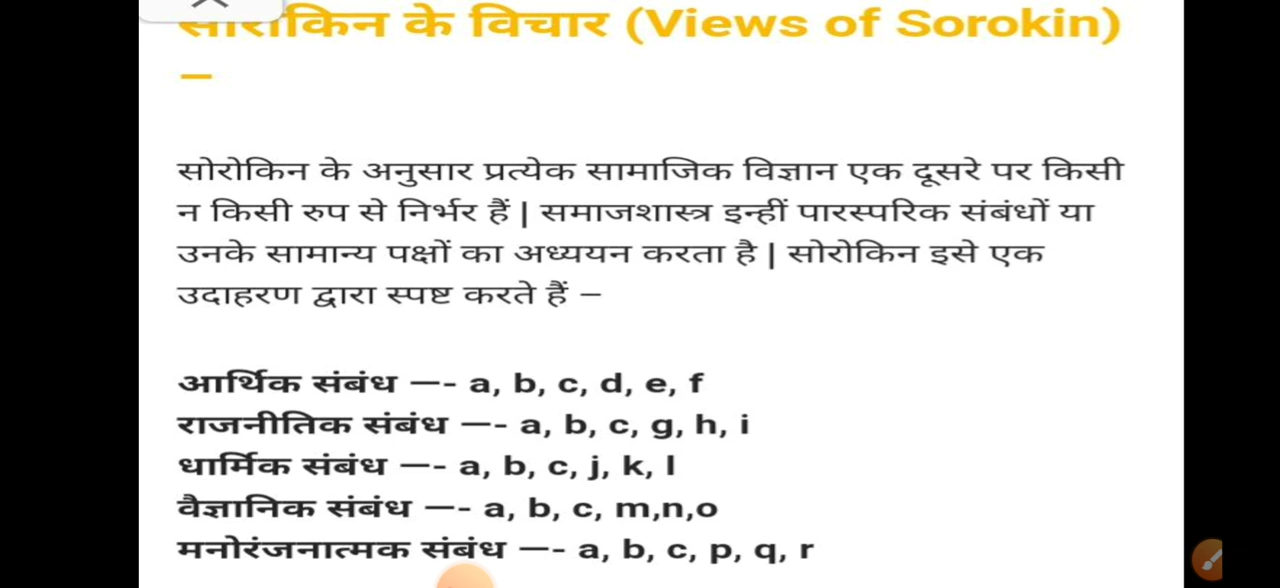 सोरोकिन के विचार (Views of Sorokin)
–
सोरोकिन के अनुसार प्रत्येक सामाजिक विज्ञान एक दूसरे पर किसी
न किसी रुप से निर्भर हैं | समाजशास्त्र इन्हीं पारस्परिक संबंधों या
उनके सामान्य पक्षों का अध्ययन करता है | सोरोकिन इसे एक
उदाहरण द्वारा स्पष्ट करते हैं –
आर्थिक संबंध —- a, b, c, d, e, f
राजनीतिक संबंध —- a, b, c, g, h, i
धार्मिक संबंध —- a, b, c, j, k, l
वैज्ञानिक संबंध —- a, b, c, m,n,o
मनोरंजनात्मक संबंध —- a, b, c, p, q, r